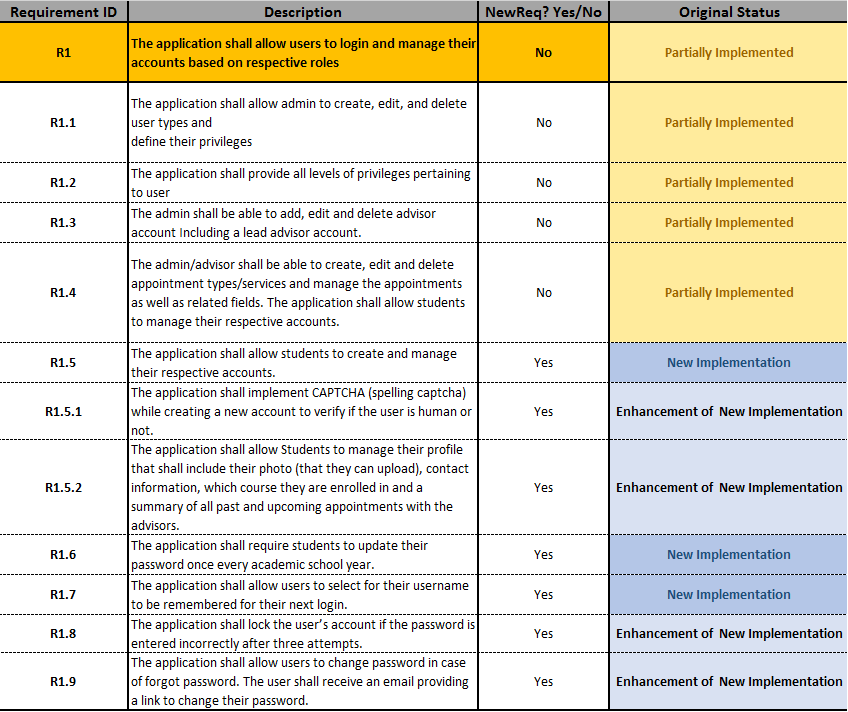 Requirement ID Description NewReq? Yes/No Original Status
R1
The application shall allow users to login and manage their
accounts based on respective roles
No
Partially Implemented
R1.1
The application shall allow admin to create, edit, and delete
user types and
define their privileges
No
Partially Implemented
R1.2
The application shall provide all levels of privileges pertaining
to user
No
Partially Implemented
R1.3
The admin shall be able to add, edit and delete advisor
account Including a lead advisor account.
No
Partially Implemented
R1.4
The admin/advisor shall be able to create, edit and delete
appointment types/services and manage the appointments
as well as related fields. The application shall allow students
to manage their respective accounts.
No
Partially Implemented
R1.5
The application shall allow students to create and manage
their respective accounts.
Yes
New Implementation
R1.5.1
The application shall implement CAPTCHA (spelling captcha)
while creating a new account to verify if the user is human or
not.
Yes
Enhancement of New Implementation
R1.5.2
The application shall allow Students to manage their profile
that shall include their photo (that they can upload), contact
information, which course they are enrolled in and a
summary of all past and upcoming appointments with the
advisors.
Yes
Enhancement of New Implementation
R1.6
The application shall require students to update their
password once every academic school year.
Yes
New Implementation
R1.7
The application shall allow users to select for their username
to be remembered for their next login.
Yes
New Implementation
R1.8
The application shall lock the user's account if the password is
entered incorrectly after three attempts.
Yes
Enhancement of New Implementation
R1.9
The application shall allow users to change password in case
of forgot password. The user shall receive an email providing
a link to change their password.
Yes
Enhancement of New Implementation